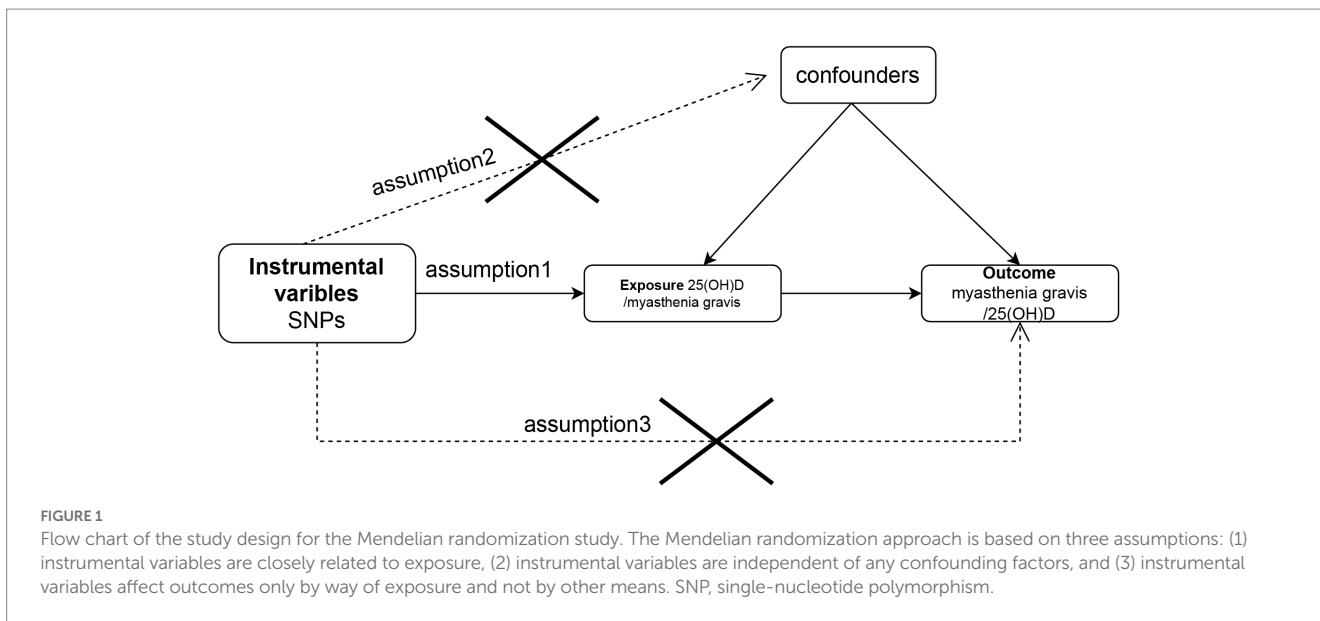 confounders
assumption2
Instrumental
varibles
SNPs
assumption1
Exposure 25(OH)D
/myasthenia gravis
Outcome
myasthenia gravis
/25(OH)D
assumption3
FIGURE 1
Flow chart of the study design for the Mendelian randomization study. The Mendelian randomization approach is based on three assumptions: (1)
instrumental variables are closely related to exposure, (2) instrumental variables are independent of any confounding factors, and (3) instrumental
variables affect outcomes only by way of exposure and not by other means. SNP, single-nucleotide polymorphism.